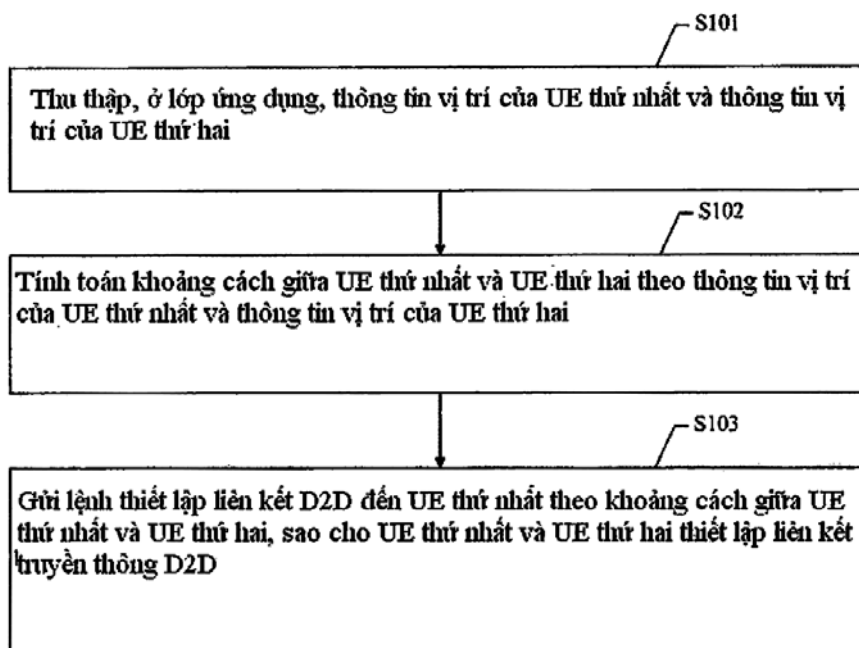 S101
Thu thập, ở lớp ứng dụng, thông tin vị trí của UE thứ nhất và thông tin vị
trí của UE thứ hai
S102
Tính toán khoảng cách giữa UE thứ nhất và UE thứ hai theo thông tin vị trí
của UE thứ nhất và thông tin vị trí của UE thứ hai
S103
Gửi lệnh thiết lập liên kết D2D đến UE thứ nhất theo khoảng cách giữa UE
thứ nhất và UE thứ hai, sao cho UE thứ nhất và UE thứ hai thiết lập liên kết
truyền thông D2D